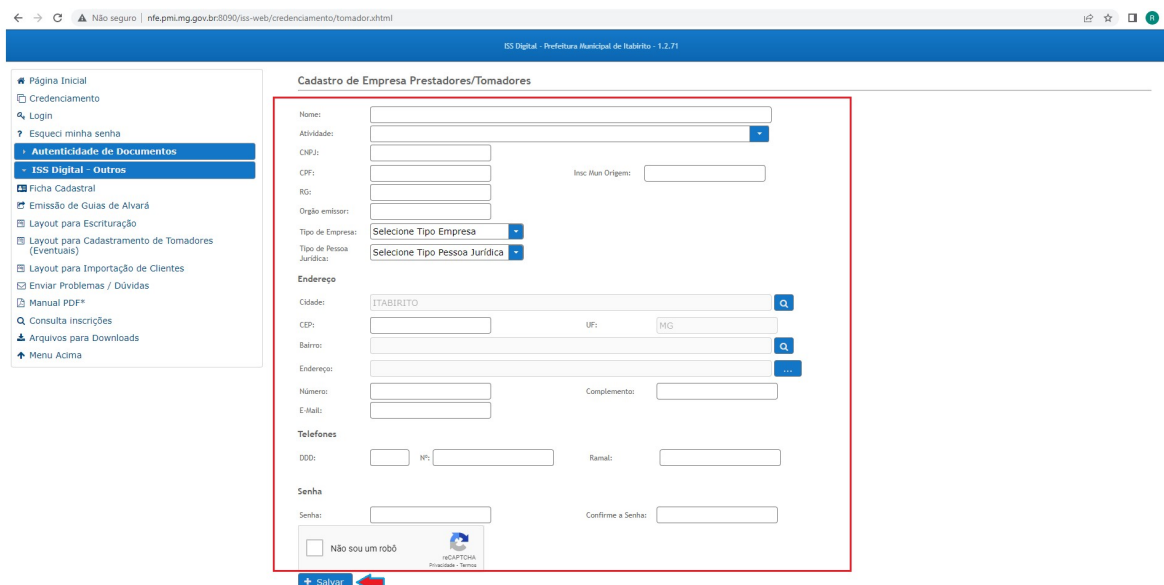 Não seguro | nfe.pmi.mg.gov.br:8090/iss-web/credenciamento/tomador.xhtml
R
ISS Digital - Prefeitura Municipal de Itabirito - 1.2.71
Página Inicial
Credenciamento
Login
? Esqueci minha senha
Autenticidade de Documentos
ISS Digital - Outros
Ficha Cadastral
Emissão de Guias de Alvará
Layout para Escrituração
Layout para Cadastramento de Tomadores
(Eventuais)
Layout para Importação de Clientes
Enviar Problemas / Dúvidas
Manual PDF*
Consulta inscrições
Arquivos para Downloads
Menu Acima
Cadastro de Empresa Prestadores/Tomadores
Nome:
Atividade:
CNPJ:
CPF: Insc Mun Origem:
RG:
Orgão emissor:
Tipo de Empresa: Selecione Tipo Empresa
Tipo de Pessoa
Jurídica: Selecione Tipo Pessoa Jurídica
Endereço
Cidade: ITABIRITO
CEP: UF: MG
Bairro:
Endereço: ...
Número: Complemento:
E-Mail:
Telefones
DDD: Nº: Ramal:
Senha
Senha: Confirme a Senha:
Não sou um robô
reCAPTCHA
Privacidade - Termos
+ Salvar